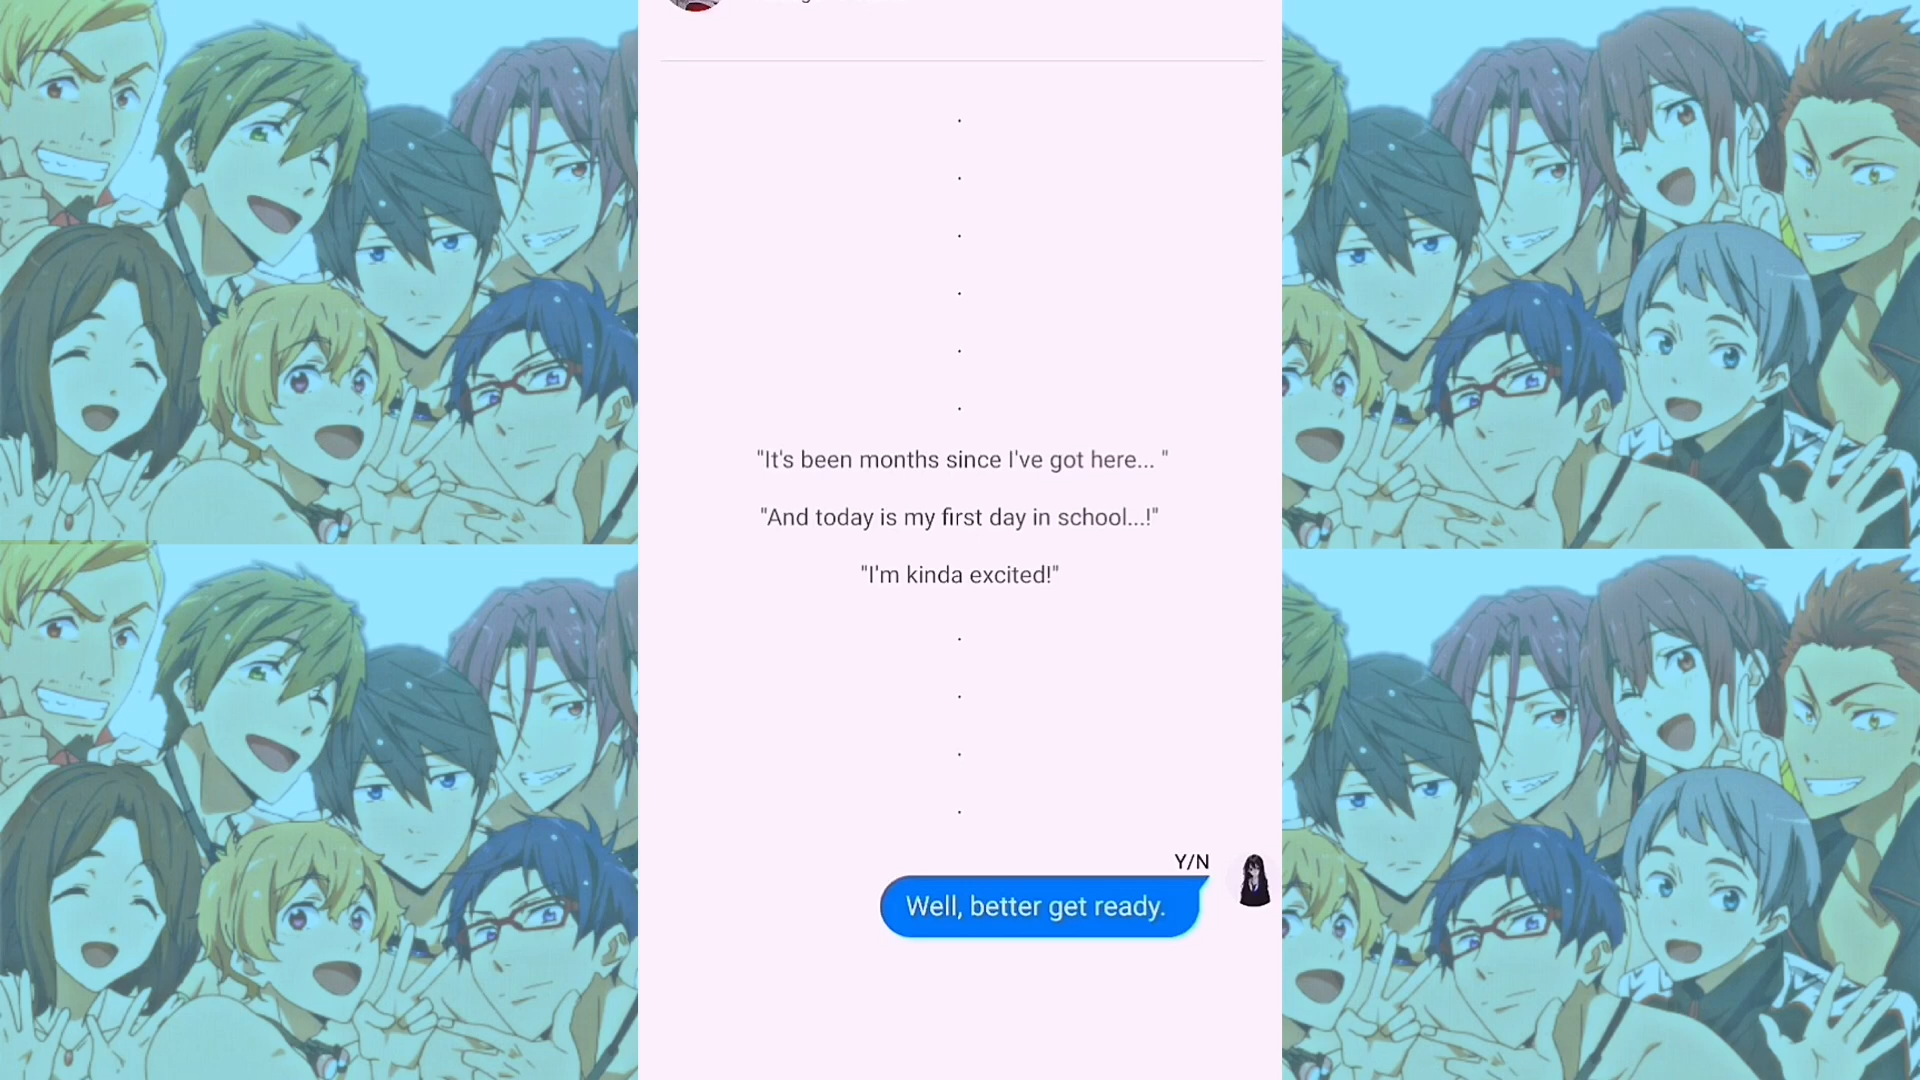 .
.
.
.
.
.
"It's been months since I've got here... "
"And today is my first day in school...!"
"I'm kinda excited!"
.
.
.
.
Y/N
Well, better get ready.